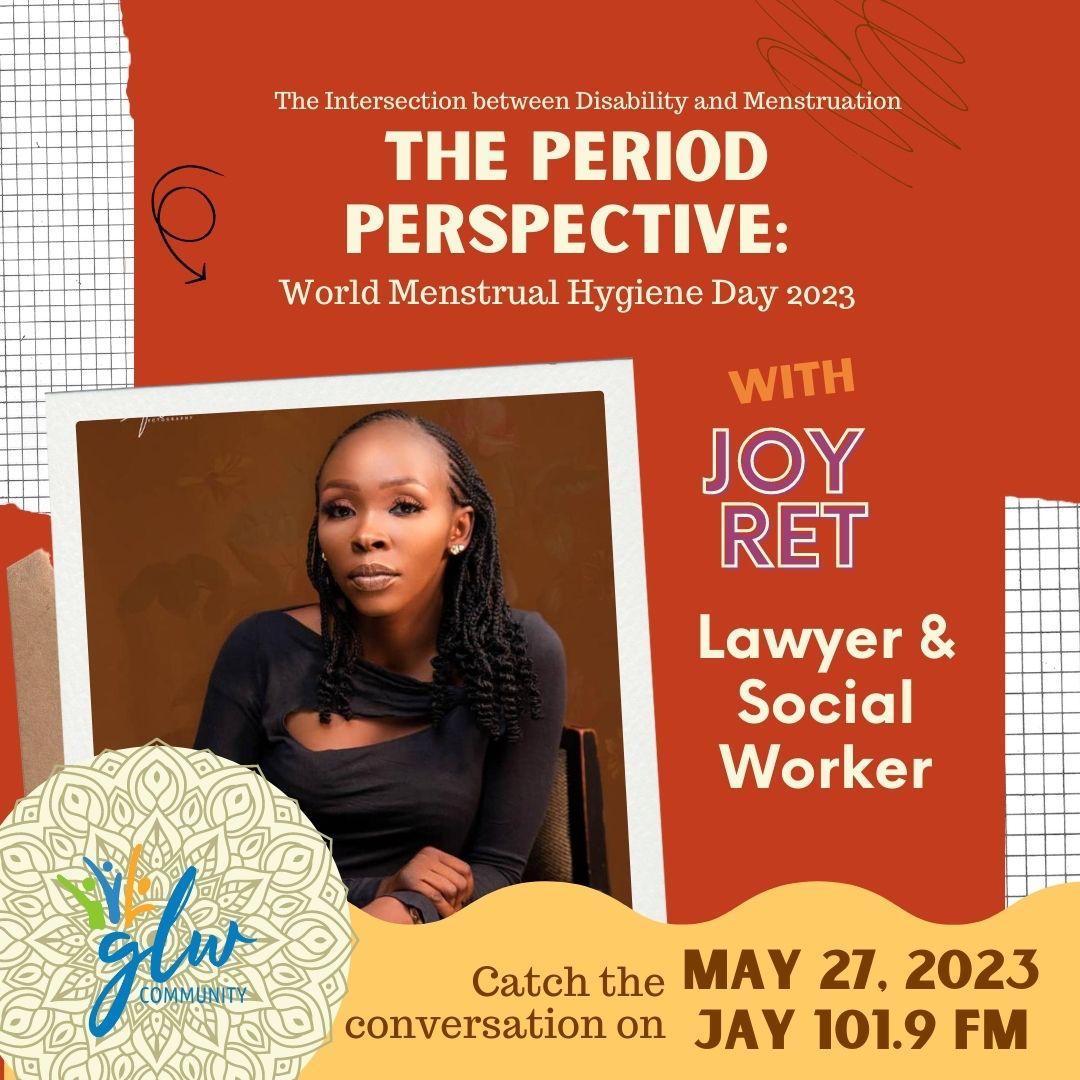 The Intersection between Disability and Menstruation
THE PERIOD
PERSPECTIVE:
World Menstrual Hygiene Day 2023
WITH
JOY
RET
Lawyer &
Social
Worker
glw
COMMUNITY
Catch the
conversation on
MAY 27, 2023
JAY 101.9 FM